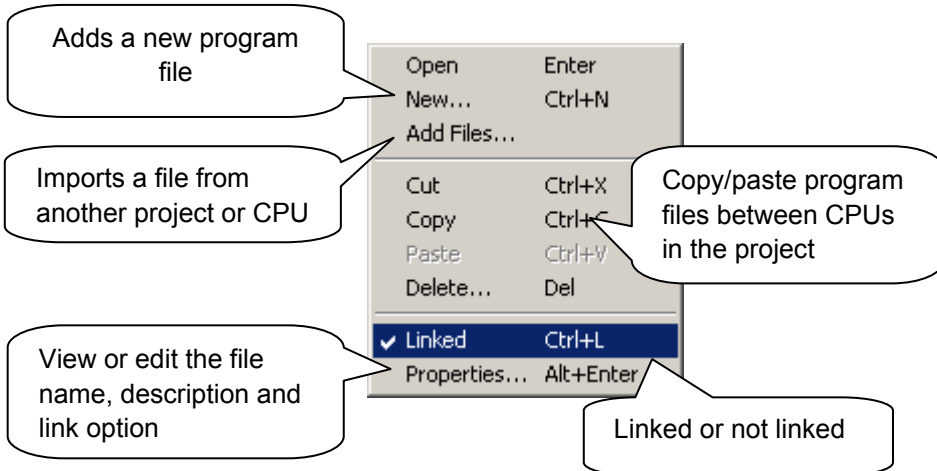 Adds a new program
file
Imports a file from
another project or CPU
View or edit the file
name, description and
link option
Open Enter
New... Ctrl+N
Add Files...
Cut Ctrl+X
Copy Ctrl+C
Paste Ctrl+V
Delete... Del
Linked Ctrl+L
Properties... Alt+Enter
Copy/paste program
files between CPUs
in the project
Linked or not linked